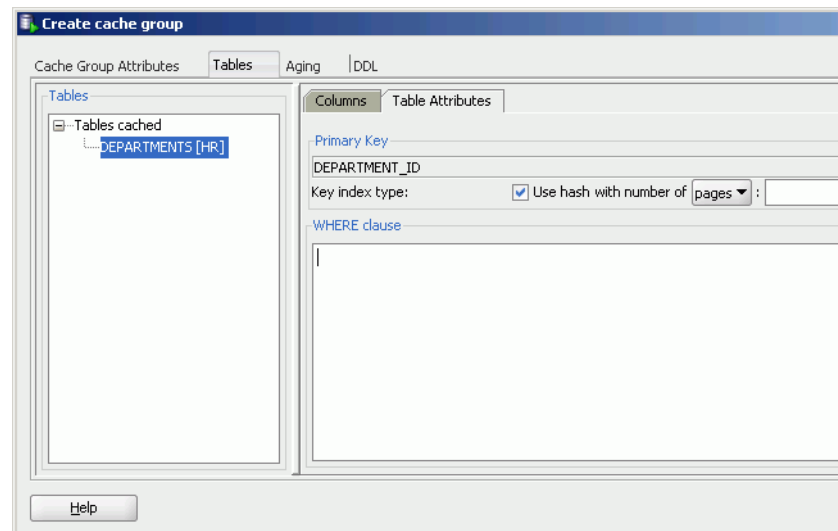 Create cache group
Cache Group Attributes Tables Aging DDL
Tables
Tables cached
DEPARTMENTS [HR]
Columns Table Attributes
Primary Key
DEPARTMENT_ID
Key index type: Use hash with number of pages :
WHERE clause
Help